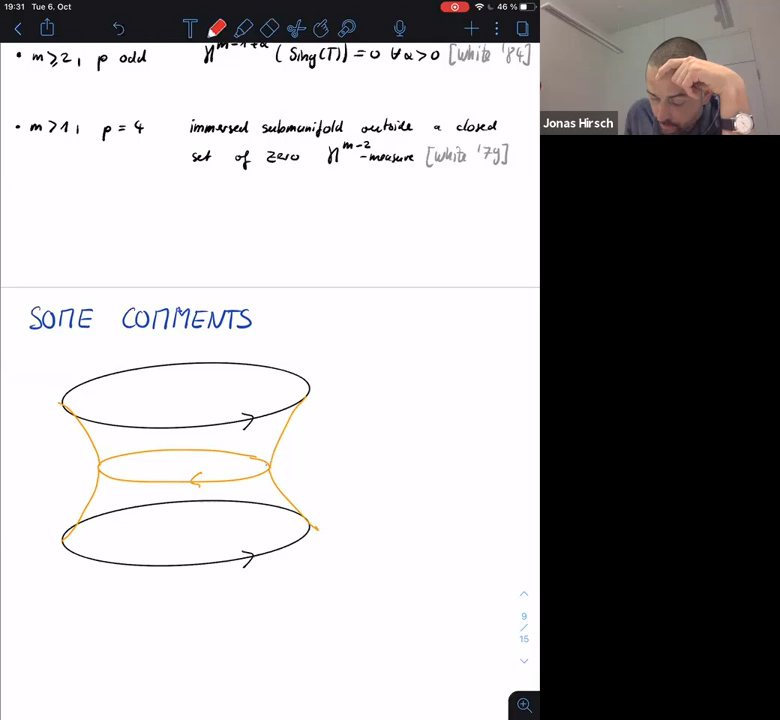 19:31 Tue 6. Oct
46 %
• m ≥ 2, p odd ℋ^{m-1+α} (Sing(T)) = 0 ∀α>0 [White '84]
• m > 1, p = 4 immersed submanifold outside a closed
set of zero ℋ^{m-2}-measure [White '79]
SOME COMMENTS
9
/
15
Jonas Hirsch